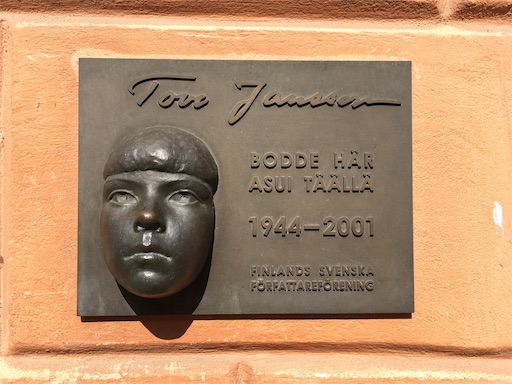 Tove Jansson
BODDE HÄR
ASUI TÄÄLLÄ
1944–2001
FINLANDS SVENSKA
FÖRFATTAREFÖRENING